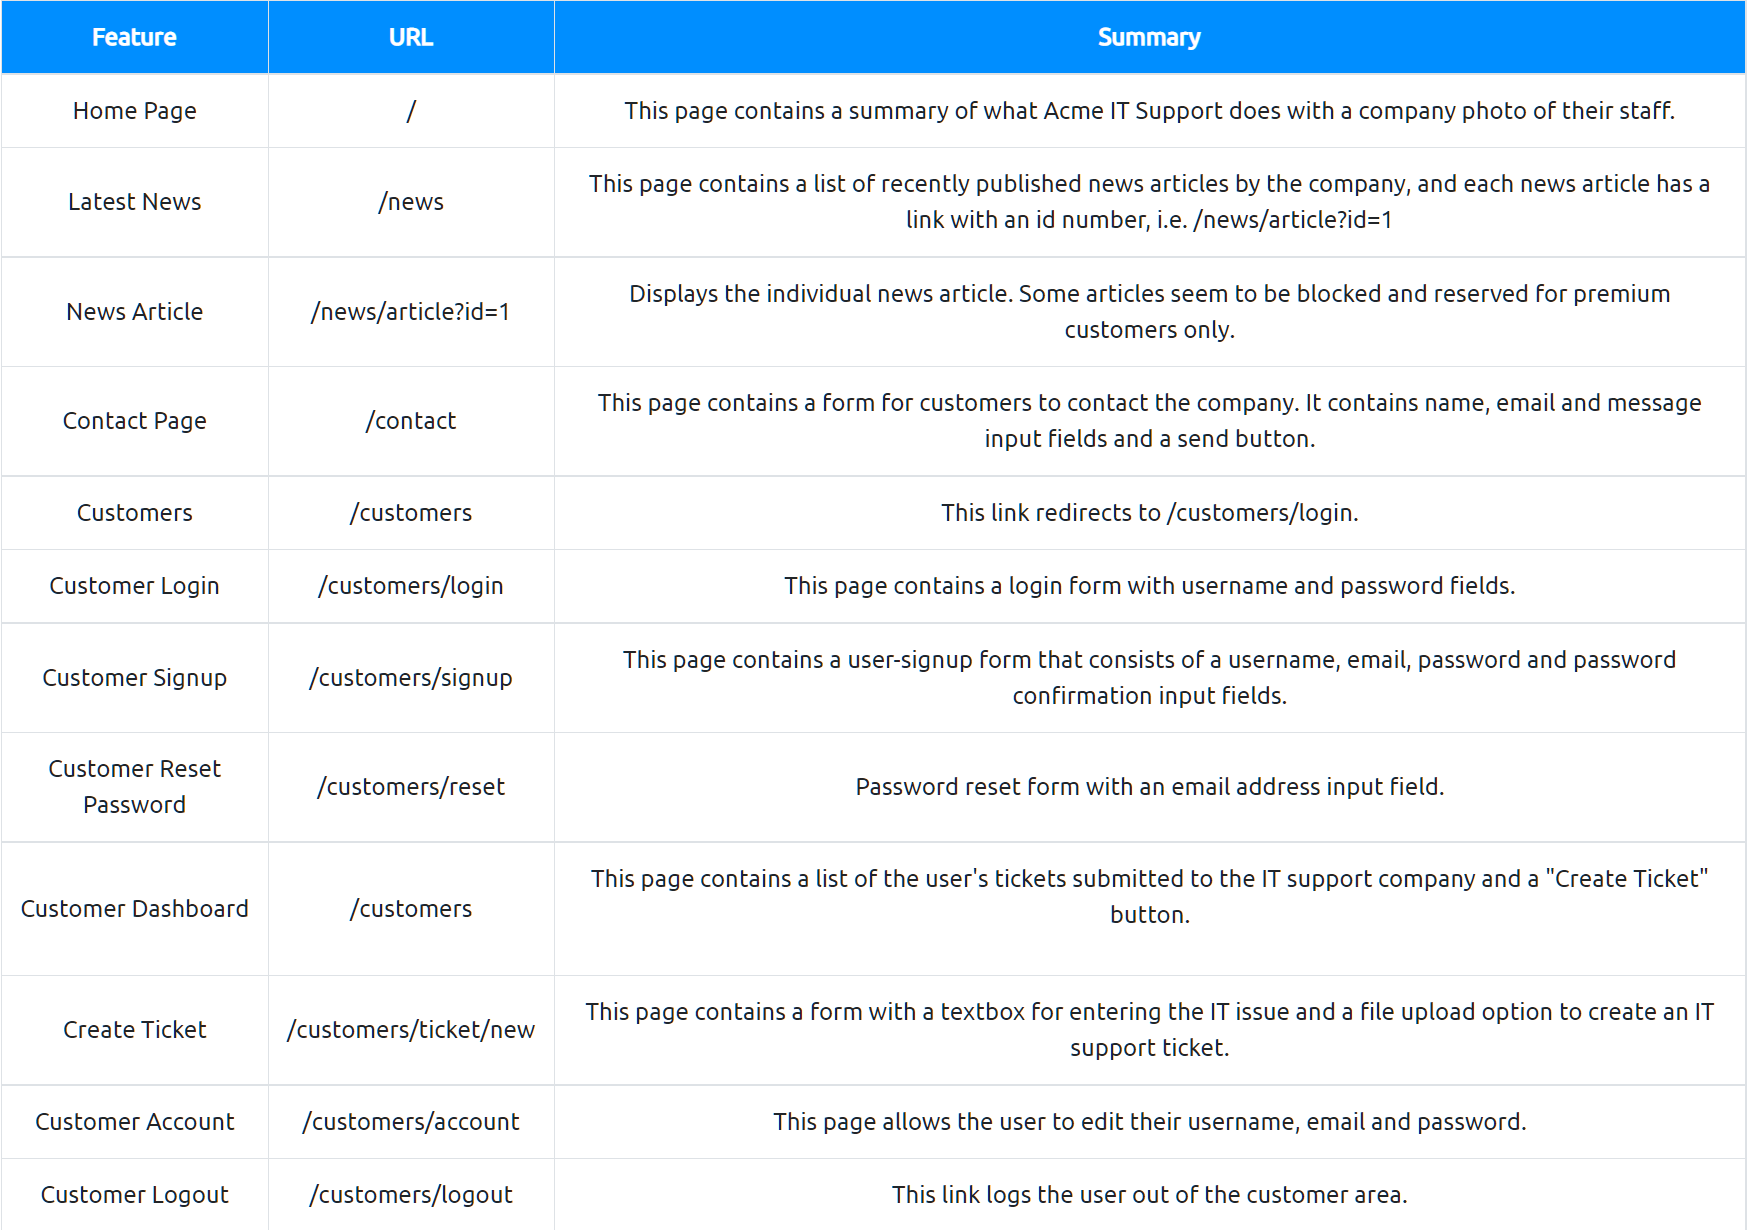 Feature URL Summary
Home Page / This page contains a summary of what Acme IT Support does with a company photo of their staff.
Latest News /news This page contains a list of recently published news articles by the company, and each news article has a
link with an id number, i.e. /news/article?id=1
News Article /news/article?id=1 Displays the individual news article. Some articles seem to be blocked and reserved for premium
customers only.
Contact Page /contact This page contains a form for customers to contact the company. It contains name, email and message
input fields and a send button.
Customers /customers This link redirects to /customers/login.
Customer Login /customers/login This page contains a login form with username and password fields.
Customer Signup /customers/signup This page contains a user-signup form that consists of a username, email, password and password
confirmation input fields.
Customer Reset
Password /customers/reset Password reset form with an email address input field.
Customer Dashboard /customers This page contains a list of the user's tickets submitted to the IT support company and a "Create Ticket"
button.
Create Ticket /customers/ticket/new This page contains a form with a textbox for entering the IT issue and a file upload option to create an IT
support ticket.
Customer Account /customers/account This page allows the user to edit their username, email and password.
Customer Logout /customers/logout This link logs the user out of the customer area.